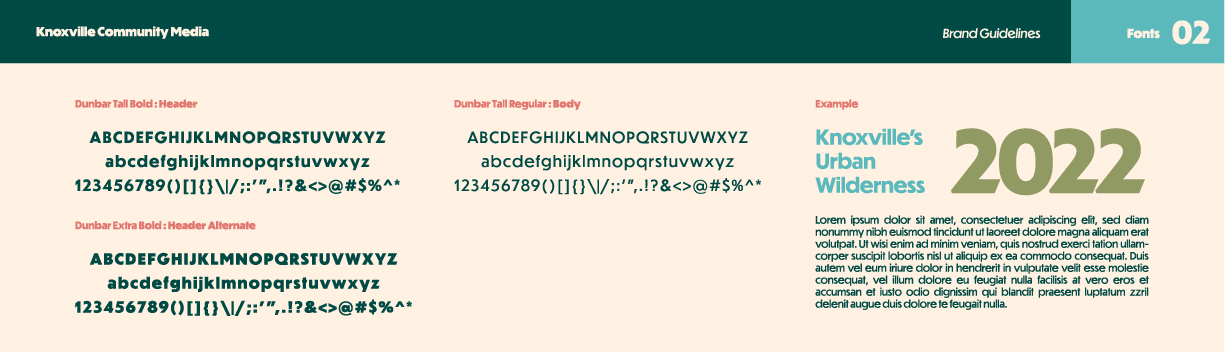 Knoxville Community Media
Brand Guidelines
Fonts 02
Dunbar Tall Bold : Header
ABCDEFGHIJKLMNOPQRSTUVWXYZ
abcdefghijklmnopqrstuvwxyz
123456789()[]{}\|/;:’”,.!?&<>@#$%^*
Dunbar Extra Bold : Header Alternate
ABCDEFGHIJKLMNOPQRSTUVWXYZ
abcdefghijklmnopqrstuvwxyz
123456789()[]{}\|/;:’”,.!?&<>@#$%^*
Dunbar Tall Regular : Body
ABCDEFGHIJKLMNOPQRSTUVWXYZ
abcdefghijklmnopqrstuvwxyz
123456789()[]{}\|/;:’”,.!?&<>@#$%^*
Example
Knoxville’s
Urban
Wilderness
2022
Lorem ipsum dolor sit amet, consectetuer adipiscing elit, sed diam
nonummy nibh euismod tincidunt ut laoreet dolore magna aliquam erat
volutpat. Ut wisi enim ad minim veniam, quis nostrud exerci tation ullam-
corper suscipit lobortis nisl ut aliquip ex ea commodo consequat. Duis
autem vel eum iriure dolor in hendrerit in vulputate velit esse molestie
consequat, vel illum dolore eu feugiat nulla facilisis at vero eros et
accumsan et iusto odio dignissim qui blandit praesent luptatum zzril
delenit augue duis dolore te feugait nulla.